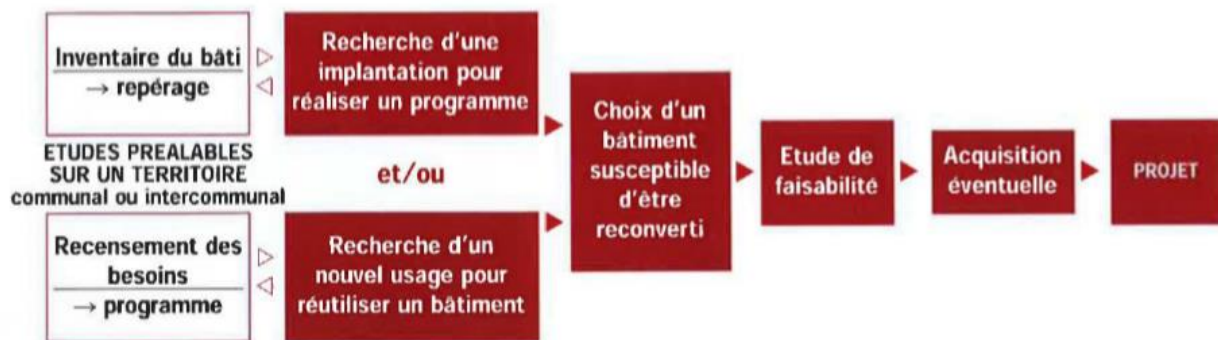 Inventaire du bâti
→ repérage
Recherche d'une
implantation pour
réaliser un programme
ETUDES PREALABLES
SUR UN TERRITOIRE
communal ou intercommunal
et/ou
Recensement des
besoins
→ programme
Recherche d'un
nouvel usage pour
réutiliser un bâtiment
Choix d'un
bâtiment
susceptible
d'être
reconverti
Etude de
faisabilité
Acquisition
éventuelle
PROJET